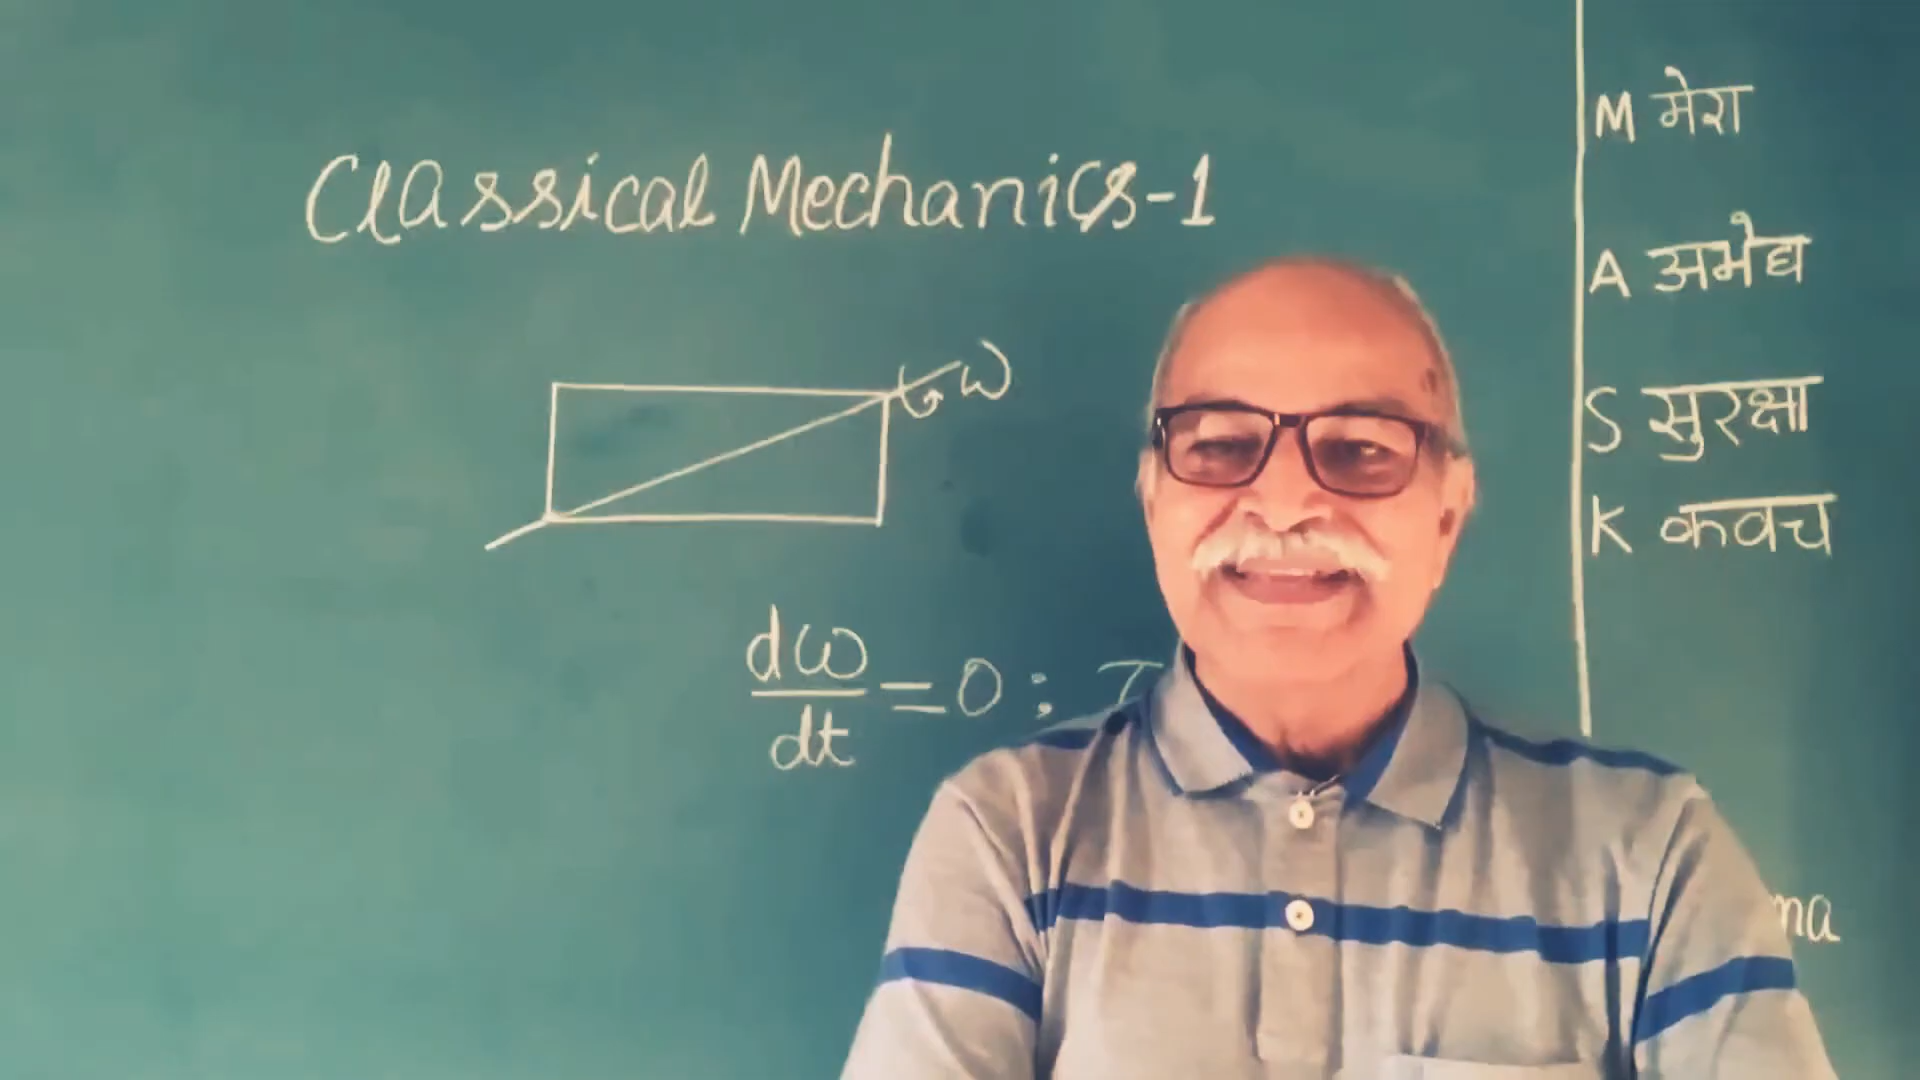 Classical Mechanics-1
ω
dω
dt
= 0 ;
M मेरा
A अभेद्य
S सुरक्षा
K कवच